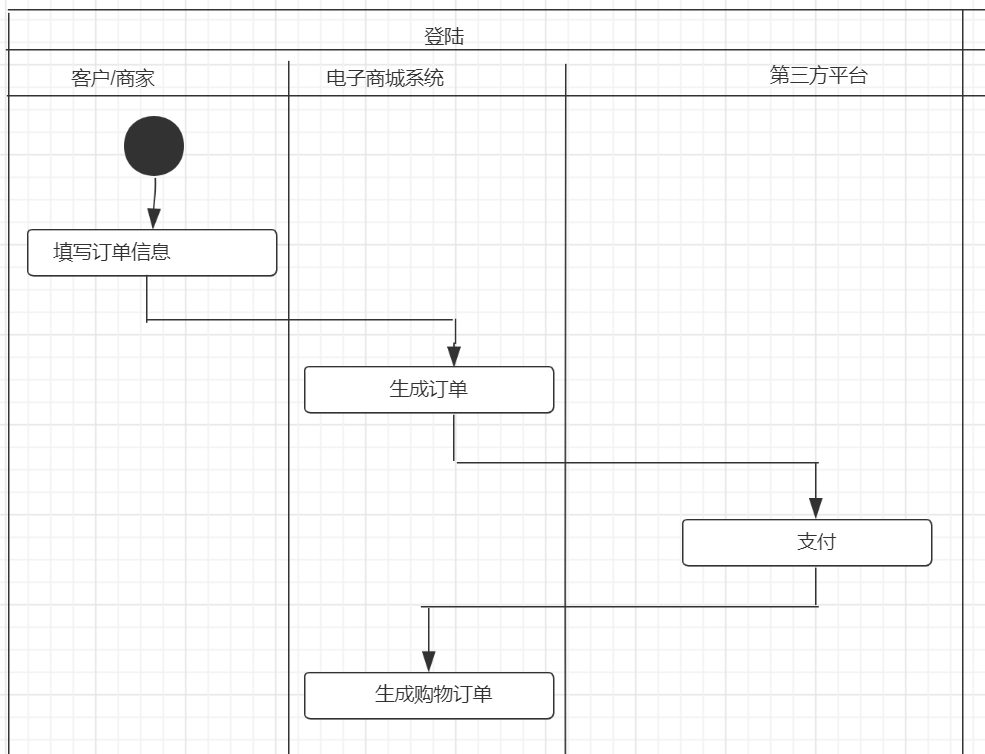 登陆
客户/商家
电子商城系统
第三方平台
填写订单信息
生成订单
支付
生成购物订单